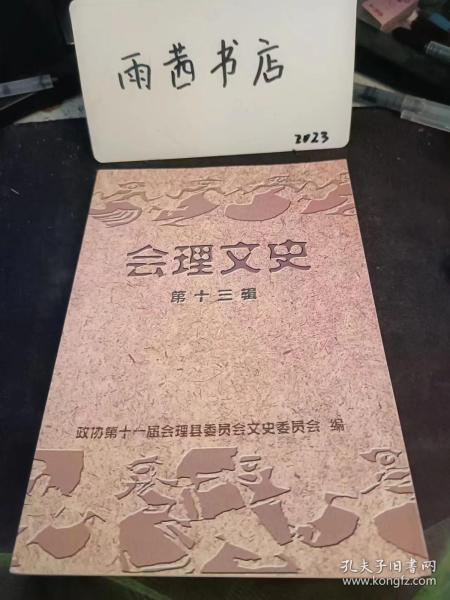 雨茜书店
2023
会理文史
第十三辑
政协第十一届会理县委员会文史委员会 编
孔夫子旧书网
www.kongfz.com